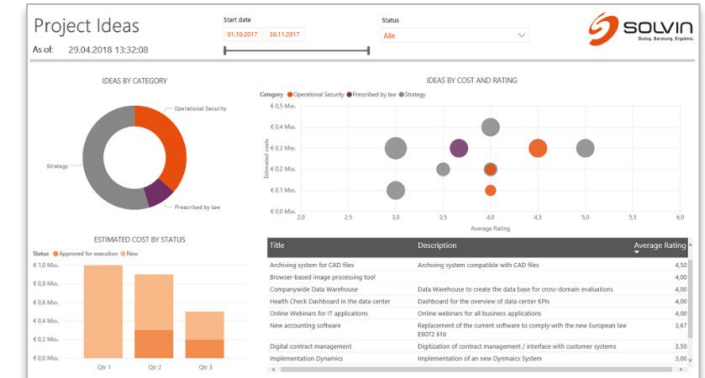 Project Ideas
As of: 29.04.2018 13:32:08
Start date
01.10.2017 30.11.2017
Status
Alle
SOLVIN
Dialog. Beratung. Ergebnis.
IDEAS BY CATEGORY
Operational Security
Strategy
Prescribed by law
IDEAS BY COST AND RATING
Category Operational Security Prescribed by law Strategy
Estimated costs
€ 0,5 Mio.
€ 0,4 Mio.
€ 0,3 Mio.
€ 0,2 Mio.
€ 0,1 Mio.
€ 0,0 Mio.
2,0 2,5 3,0 3,5 4,0 4,5 5,0 5,5 6,0
Average Rating
ESTIMATED COST BY STATUS
Status Approved for execution New
€ 1,0 Mio.
€ 0,8 Mio.
€ 0,6 Mio.
€ 0,4 Mio.
€ 0,2 Mio.
€ 0,0 Mio.
Qtr 1 Qtr 2 Qtr 3
Title Description Average Rating
Archiving system for CAD files Archiving system compatible with CAD files 4,50
Browser-based image processing tool 4,00
Companywide Data Warehouse Data Warehouse to create the data base for cross-domain evaluations 4,00
Health Check Dashboard in the data center Dashboard for the overview of data center KPIs 4,00
Online Webinars for IT applications Online webinars for all business applications 4,00
New accounting software Replacement of the current software to comply with the new European law 3,67
E9072 §16
Digital contract management Digitization of contract management / interface with customer systems 3,50
Implementation Dynamics Implementation of an new Dynmaics System 3,00